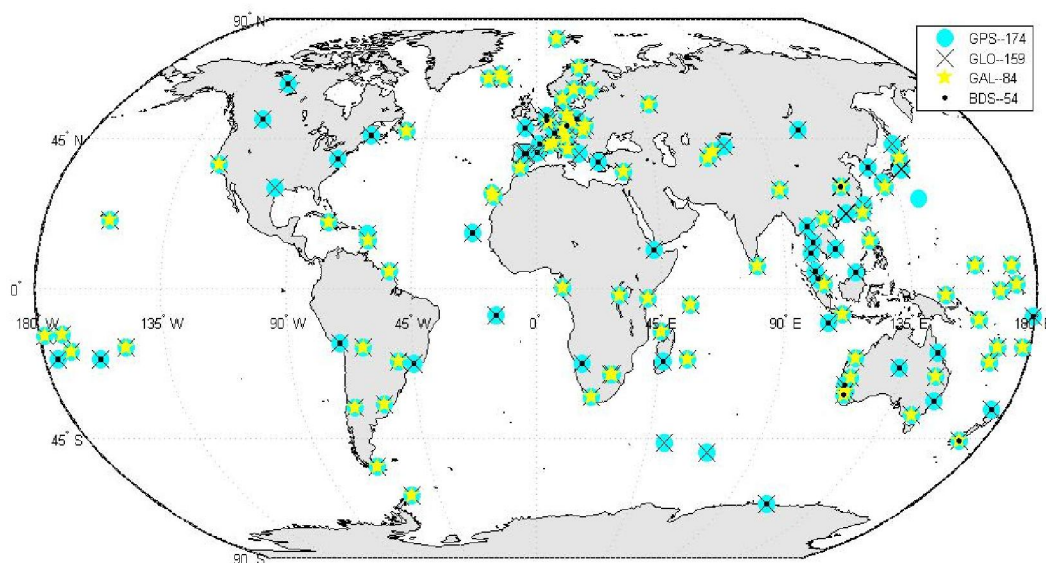 90° N
GPS--174
GLO--159
GAL--84
BDS--54
45° N
0°
180° W
135° W
90° W
45° W
0°
45° E
90° E
135° E
180° E
45° S
90° S